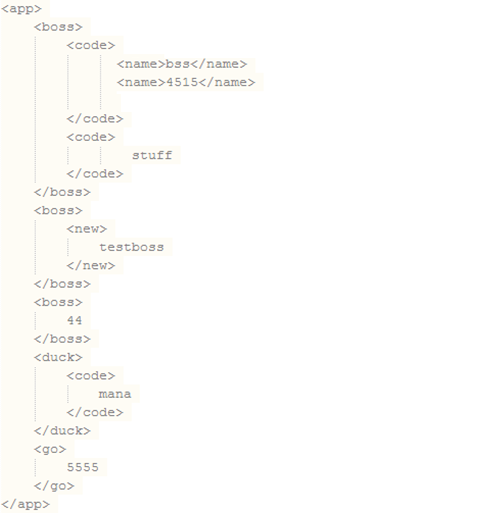 <app>
<boss>
<code>
<name>bss</name>
<name>4515</name>
</code>
<code>
stuff
</code>
</boss>
<boss>
<new>
testboss
</new>
</boss>
<boss>
44
</boss>
<duck>
<code>
mana
</code>
</duck>
<go>
5555
</go>
</app>